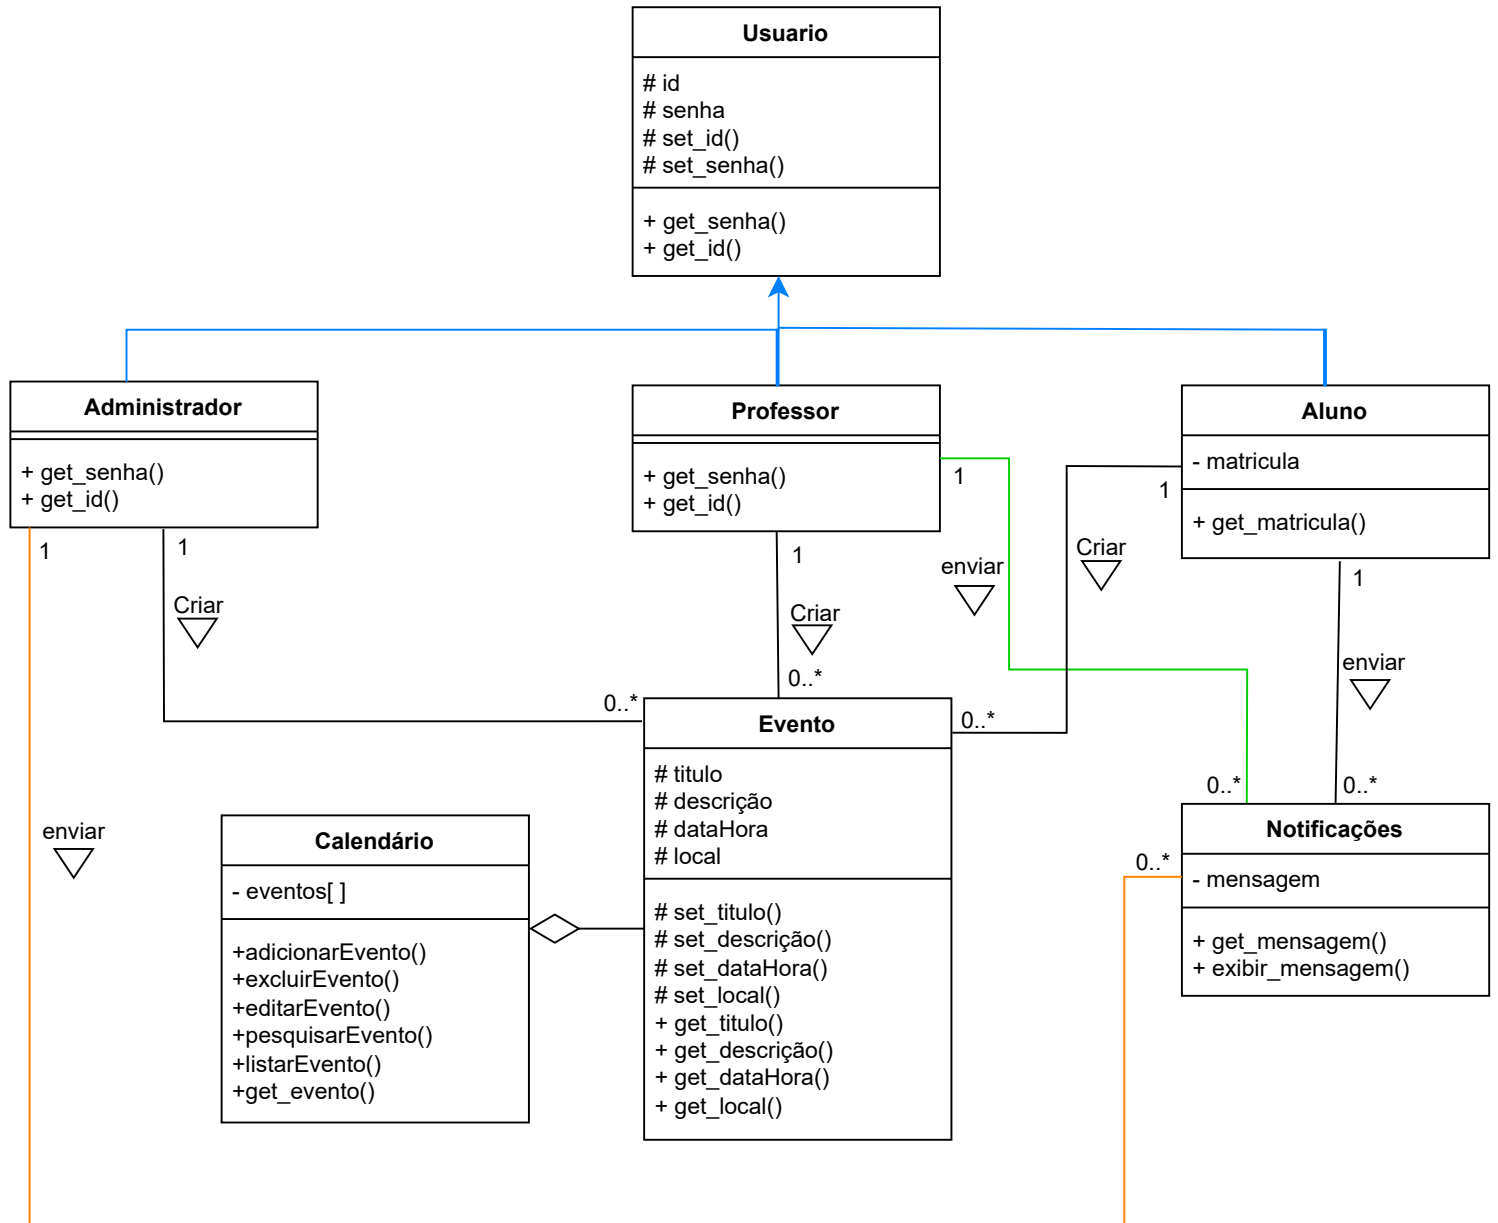 Usuario
# id
# senha
# set_id()
# set_senha()
+ get_senha()
+ get_id()
Administrador
+ get_senha()
+ get_id()
Professor
+ get_senha()
+ get_id()
Aluno
- matricula
+ get_matricula()
1
1
1
1
1
1
Criar
enviar
Criar
Criar
enviar
enviar
0..*
0..*
0..*
0..*
0..*
0..*
Evento
# titulo
# descrição
# dataHora
# local
# set_titulo()
# set_descrição()
# set_dataHora()
# set_local()
+ get_titulo()
+ get_descrição()
+ get_dataHora()
+ get_local()
Calendário
- eventos[ ]
+adicionarEvento()
+excluirEvento()
+editarEvento()
+pesquisarEvento()
+listarEvento()
+get_evento()
Notificações
- mensagem
+ get_mensagem()
+ exibir_mensagem()